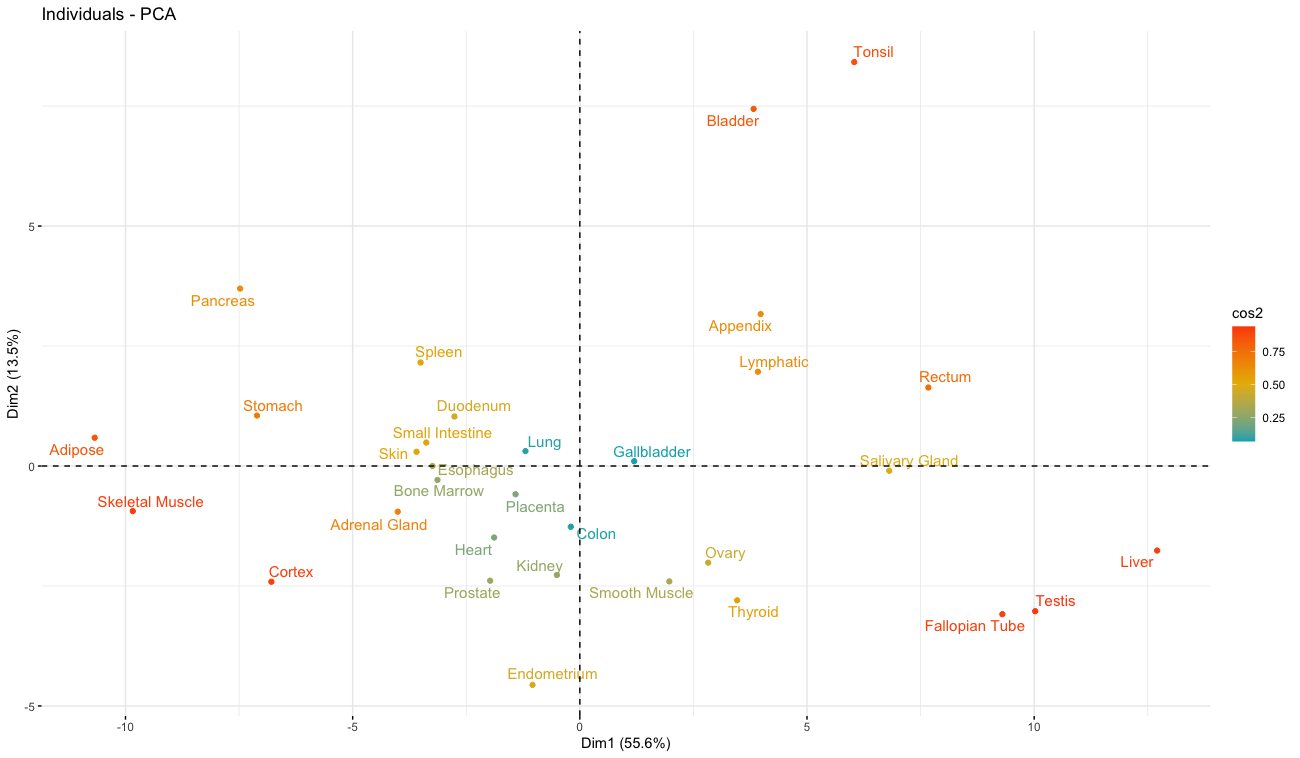 Individuals - PCA
Tonsil
Bladder
5
Pancreas
Appendix
Spleen
Lymphatic
Rectum
Stomach
Duodenum
Small Intestine
Lung
Adipose
Skin
Gallbladder
Salivary Gland
0
Esophagus
Bone Marrow
Skeletal Muscle
Placenta
Adrenal Gland
Colon
Heart
Ovary
Liver
Kidney
Cortex
Prostate
Smooth Muscle
Testis
Thyroid
Fallopian Tube
Endometrium
-5
-10
-5
0
5
10
Dim1 (55.6%)
Dim2 (13.5%)
cos2
0.75
0.50
0.25